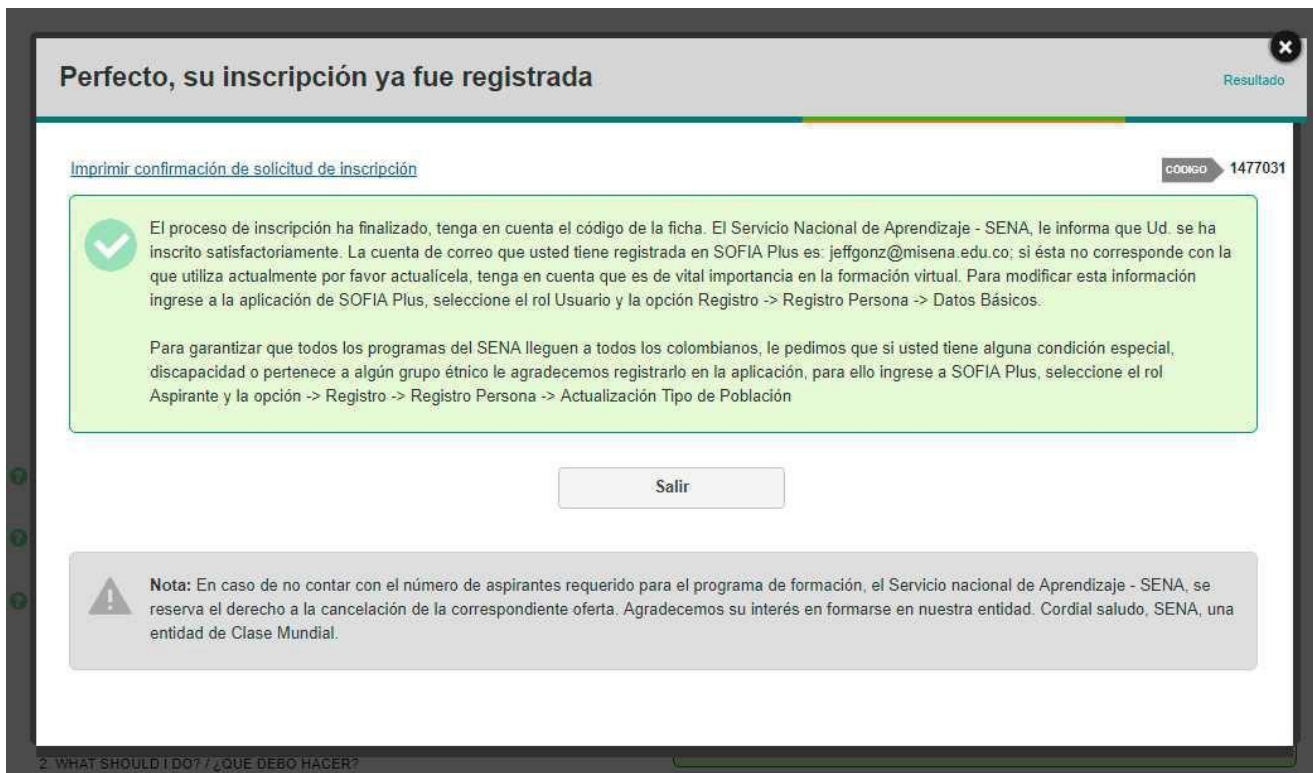 Perfecto, su inscripción ya fue registrada
Resultado
Imprimir confirmación de solicitud de inscripción
CÓDIGO 1477031
El proceso de inscripción ha finalizado, tenga en cuenta el código de la ficha. El Servicio Nacional de Aprendizaje - SENA, le informa que Ud. se ha
inscrito satisfactoriamente. La cuenta de correo que usted tiene registrada en SOFIA Plus es: jeffgonz@misena.edu.co; si ésta no corresponde con la
que utiliza actualmente por favor actualícela, tenga en cuenta que es de vital importancia en la formación virtual. Para modificar esta información
ingrese a la aplicación de SOFIA Plus, seleccione el rol Usuario y la opción Registro -> Registro Persona -> Datos Básicos.
Para garantizar que todos los programas del SENA lleguen a todos los colombianos, le pedimos que si usted tiene alguna condición especial,
discapacidad o pertenece a algún grupo étnico le agradecemos registrarlo en la aplicación, para ello ingrese a SOFIA Plus, seleccione el rol
Aspirante y la opción -> Registro -> Registro Persona -> Actualización Tipo de Población
Salir
Nota: En caso de no contar con el número de aspirantes requerido para el programa de formación, el Servicio nacional de Aprendizaje - SENA, se
reserva el derecho a la cancelación de la correspondiente oferta. Agradecemos su interés en formarse en nuestra entidad. Cordial saludo, SENA, una
entidad de Clase Mundial.
2. WHAT SHOULD I DO? / ¿QUE DEBO HACER?